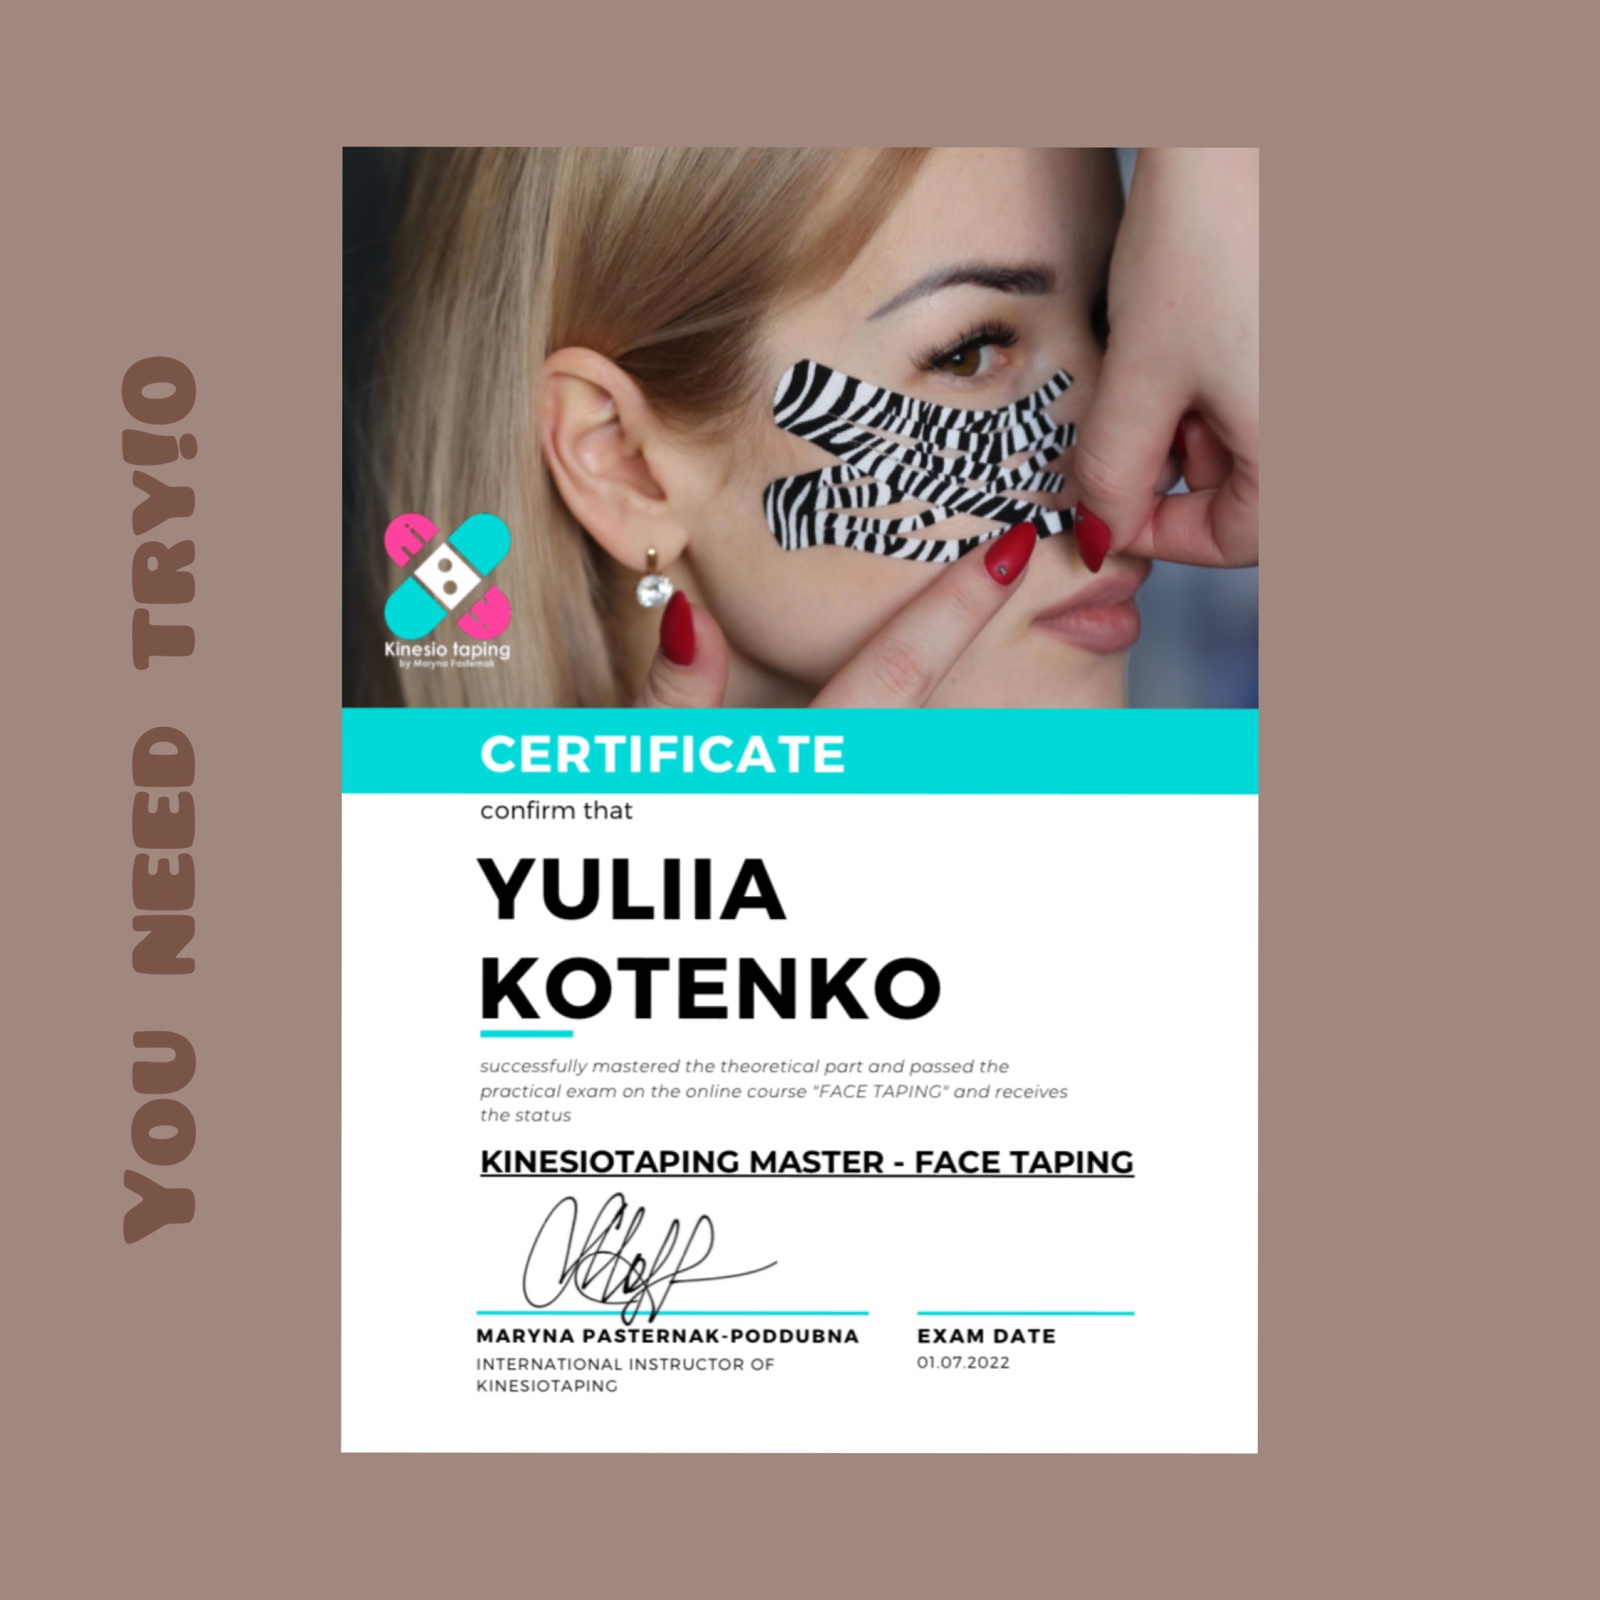 YOU NEED TRY!O
Kinesio taping
by Maryna Pasternak
CERTIFICATE
confirm that
YULIIA
KOTENKO
successfully mastered the theoretical part and passed the
practical exam on the online course "FACE TAPING" and receives
the status
KINESIOTAPING MASTER - FACE TAPING
MARYNA PASTERNAK-PODDUBNA
INTERNATIONAL INSTRUCTOR OF
KINESIOTAPING
EXAM DATE
01.07.2022